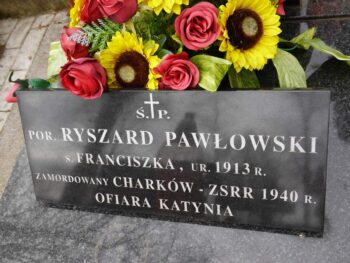 Ś.†P.
POR. RYSZARD PAWŁOWSKI
S. FRANCISZKA, UR. 1913 R.
ZAMORDOWANY CHARKÓW - ZSRR 1940 R.
OFIARA KATYNIA